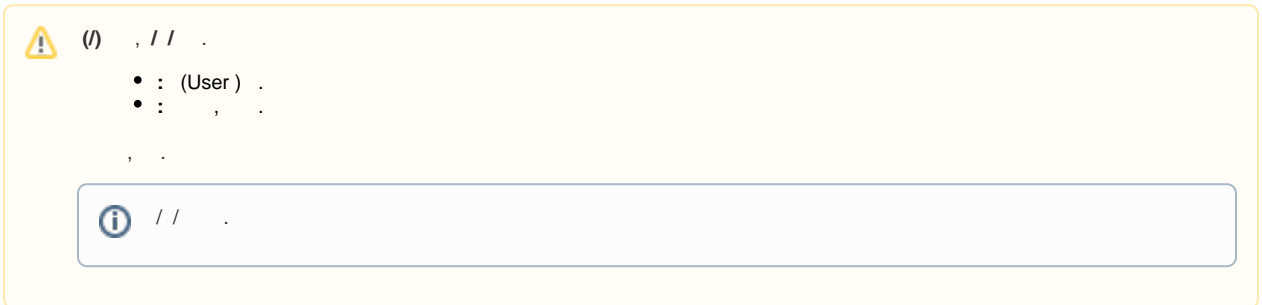 (/) , / / .
• : (User ) .
• : , .
, .
/ / .